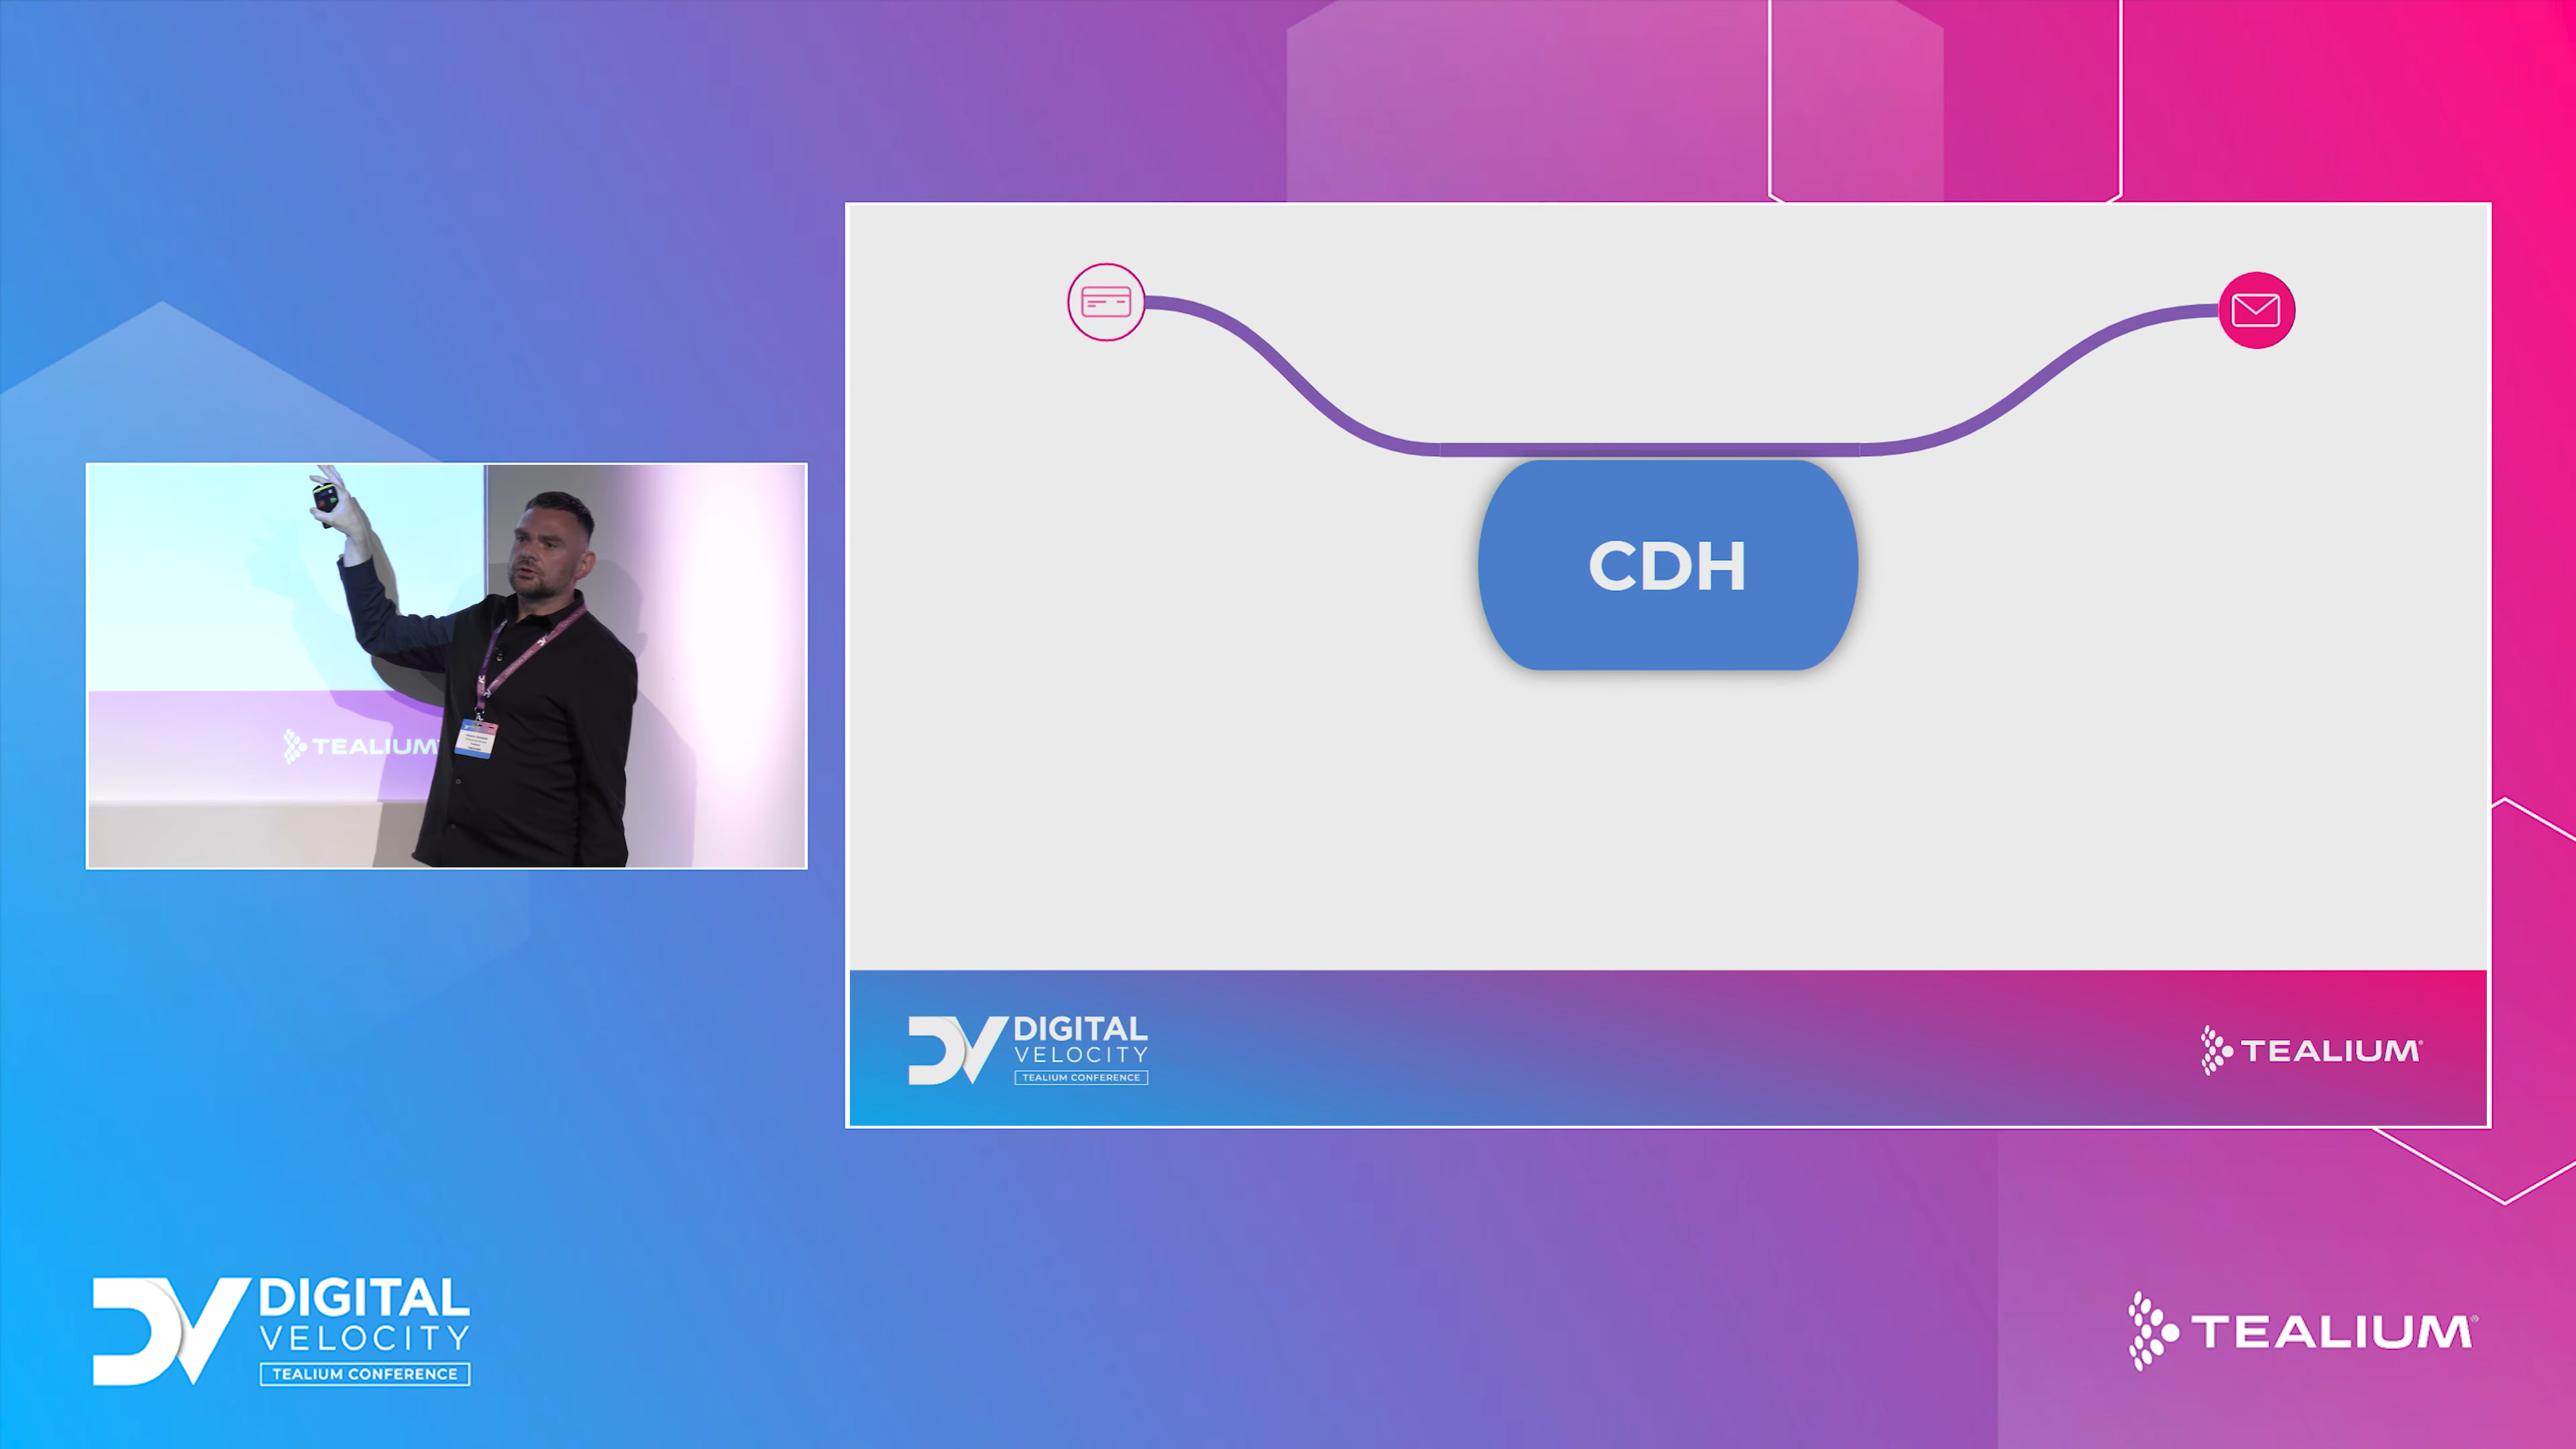 TEALIUM
CDH
DV DIGITAL
VELOCITY
TEALIUM CONFERENCE
TEALIUM
DV DIGITAL
VELOCITY
TEALIUM CONFERENCE
TEALIUM